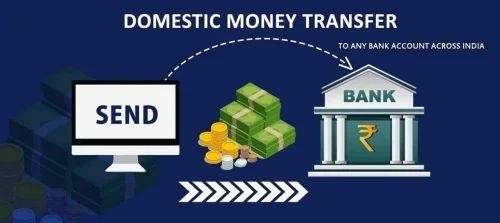 DOMESTIC MONEY TRANSFER
TO ANY BANK ACCOUNT ACROSS INDIA
SEND
BANK
₹